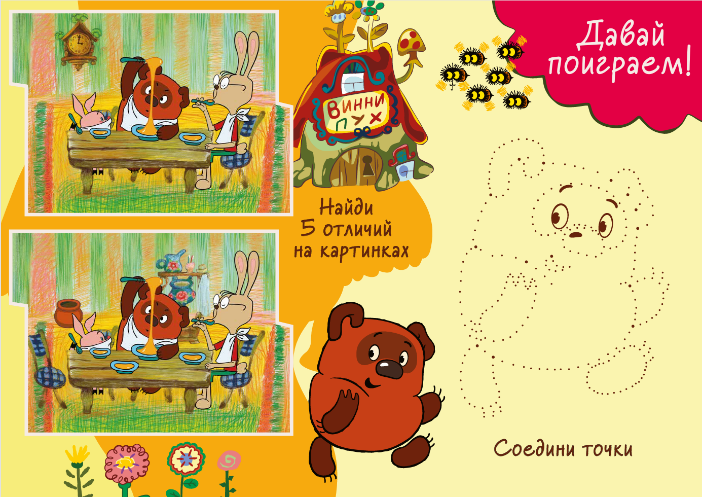 Давай
поиграем!
ВИННИ
ПУХ
Найди
5 отличий
на картинках
Соедини точки